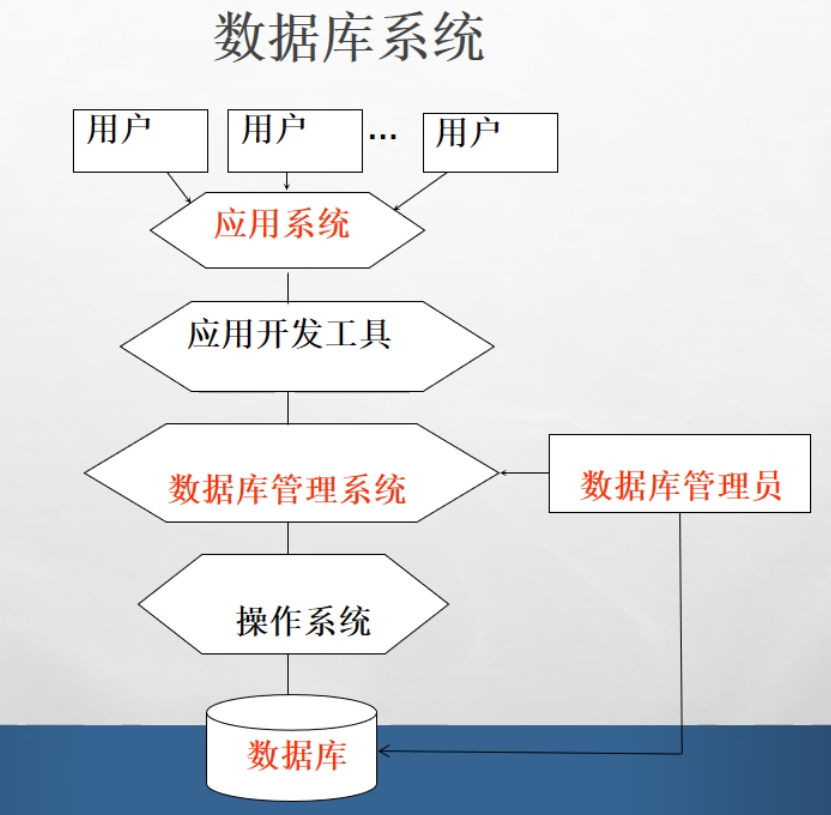 数据库系统
用户
用户
...
用户
应用系统
应用开发工具
数据库管理系统
数据库管理员
操作系统
数据库